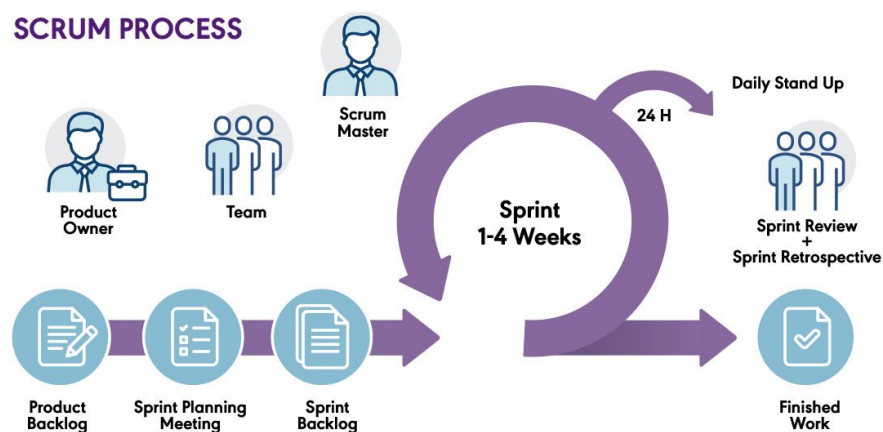 SCRUM PROCESS
Scrum
Master
Product
Owner
Team
Daily Stand Up
24 H
Sprint
1-4 Weeks
Sprint Review
+
Sprint Retrospective
Product
Backlog
Sprint Planning
Meeting
Sprint
Backlog
Finished
Work